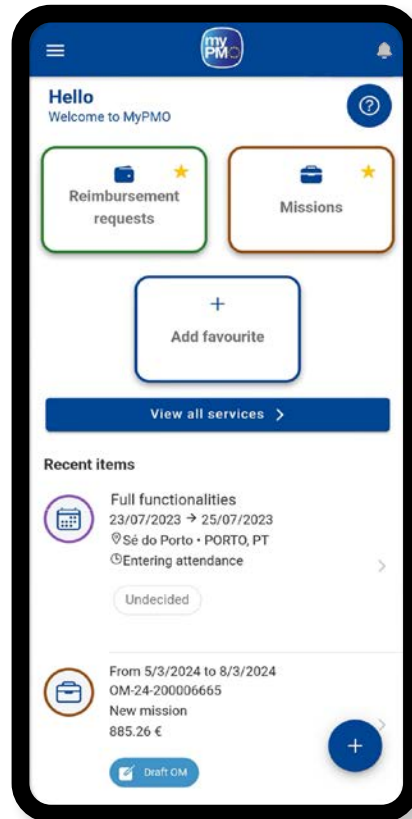 my
PMO
Hello
Welcome to MyPMO
?
Reimbursement
requests
Missions
+
Add favourite
View all services >
Recent items
Full functionalities
23/07/2023 → 25/07/2023
Sé do Porto • PORTO, PT
Entering attendance
Undecided
From 5/3/2024 to 8/3/2024
OM-24-200006665
New mission
885.26 €
+
Draft OM